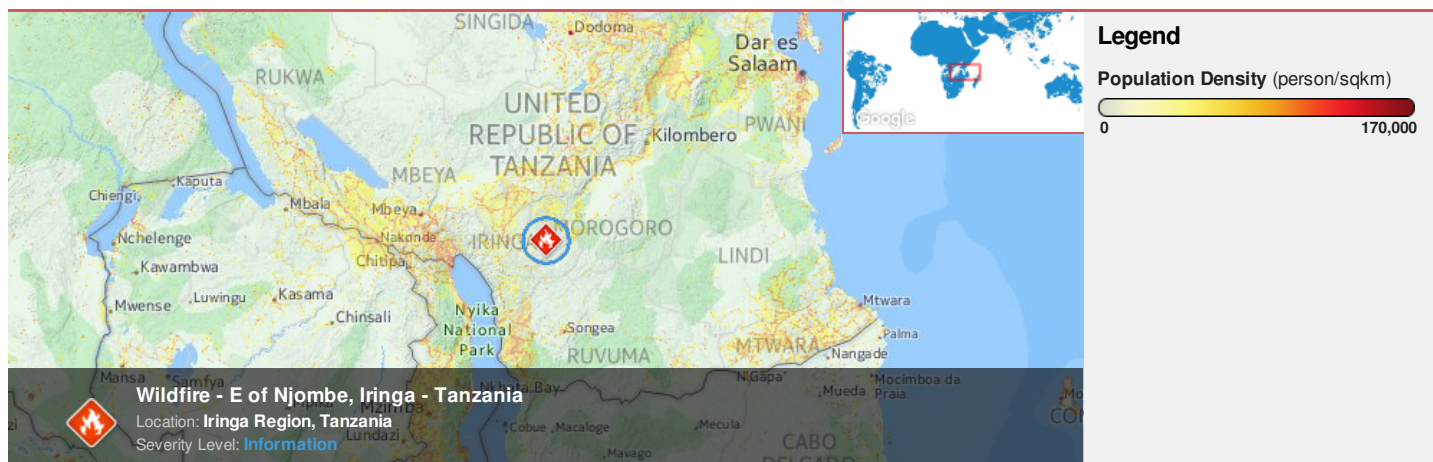 SINGIDA
Dodoma
Dar es
Salaam
RUKWA
UNITED
REPUBLIC OF
TANZANIA
Kilombero
PWANI
MBEYA
Chiengi
Kaputa
Mbala
Mbeya
Nchelenge
Nakonde
IRINGA
MOROGORO
Kawambwa
Chitipa
LINDI
Mwense
Luwingu
Kasama
Chinsali
Nyika
National
Park
Songea
RUVUMA
Mtwara
Palma
MTWARA
Nangade
Mansa
Samfya
Nkhata Bay
N'Gapa
Mueda
Mocimboa da
Praia
Mzimba
Lundazi
Cobue
Macaloge
Mecula
Mavago
CABO
DELGADO
Google
Wildfire - E of Njombe, Iringa - Tanzania
Location: Iringa Region, Tanzania
Severity Level: Information
Legend
Population Density (person/sqkm)
0 170,000